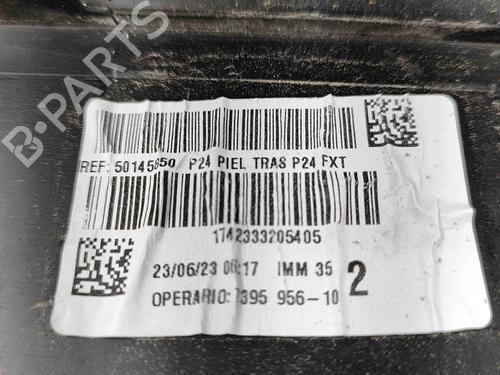 B-Parts
REF: 50145850 P24 PIEL TRAS P24 FXT
1742333205405
23/06/23 06:17 IMM 35
2
OPERARIO: 7395 956-10